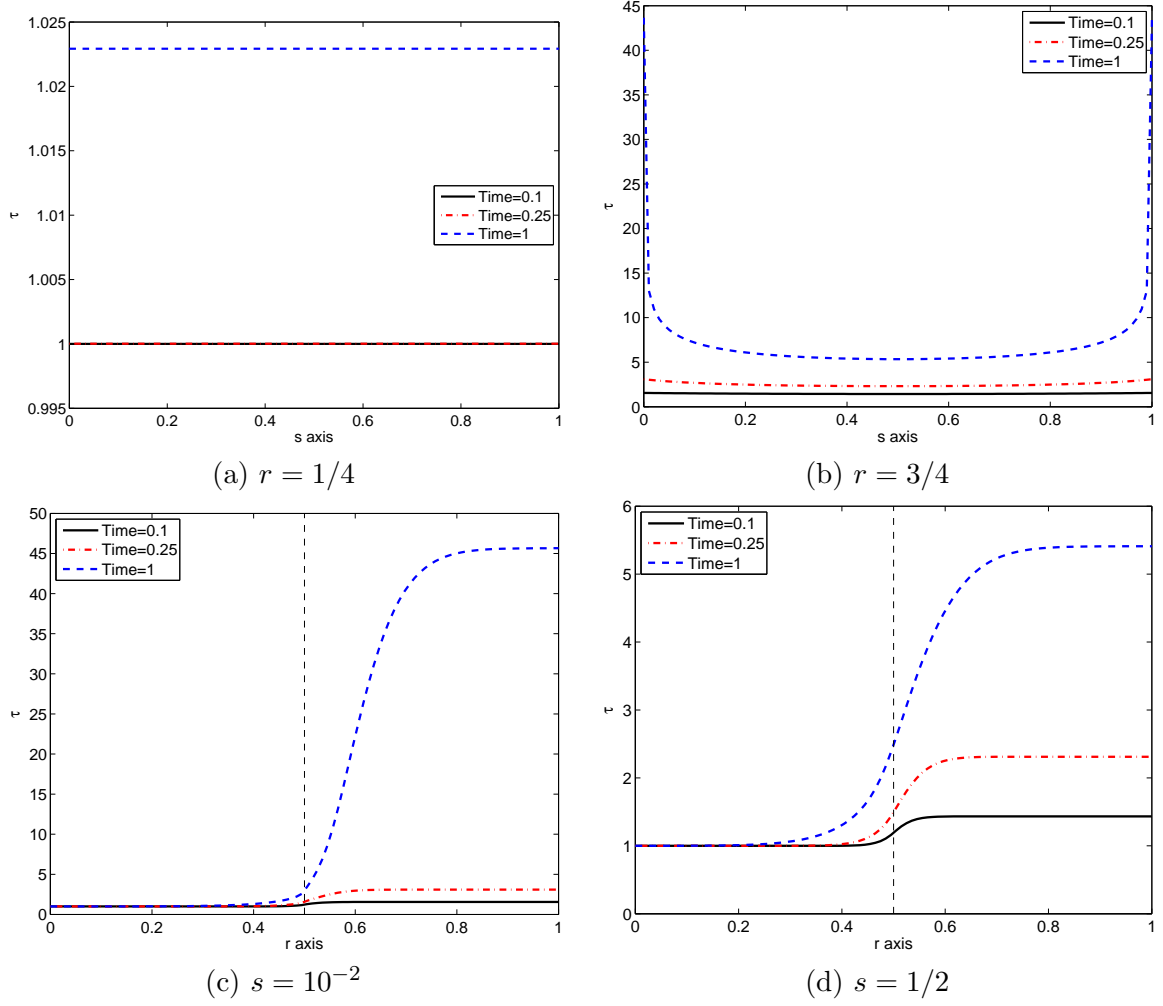 1.025
1.02
1.015
1.01
1.005
1
0.995
τ
0.2
0.4
0.6
0.8
1
s axis
Time=0.1
Time=0.25
Time=1
(a) r = 1/4
45
40
35
30
25
20
15
10
5
0
τ
0.2
0.4
0.6
0.8
1
s axis
Time=0.1
Time=0.25
Time=1
(b) r = 3/4
50
45
40
35
30
25
20
15
10
5
0
τ
0.2
0.4
0.6
0.8
1
r axis
Time=0.1
Time=0.25
Time=1
(c) s = 10⁻²
6
5
4
3
2
1
0
τ
0
0.2
0.4
0.6
0.8
1
r axis
Time=0.1
Time=0.25
Time=1
(d) s = 1/2